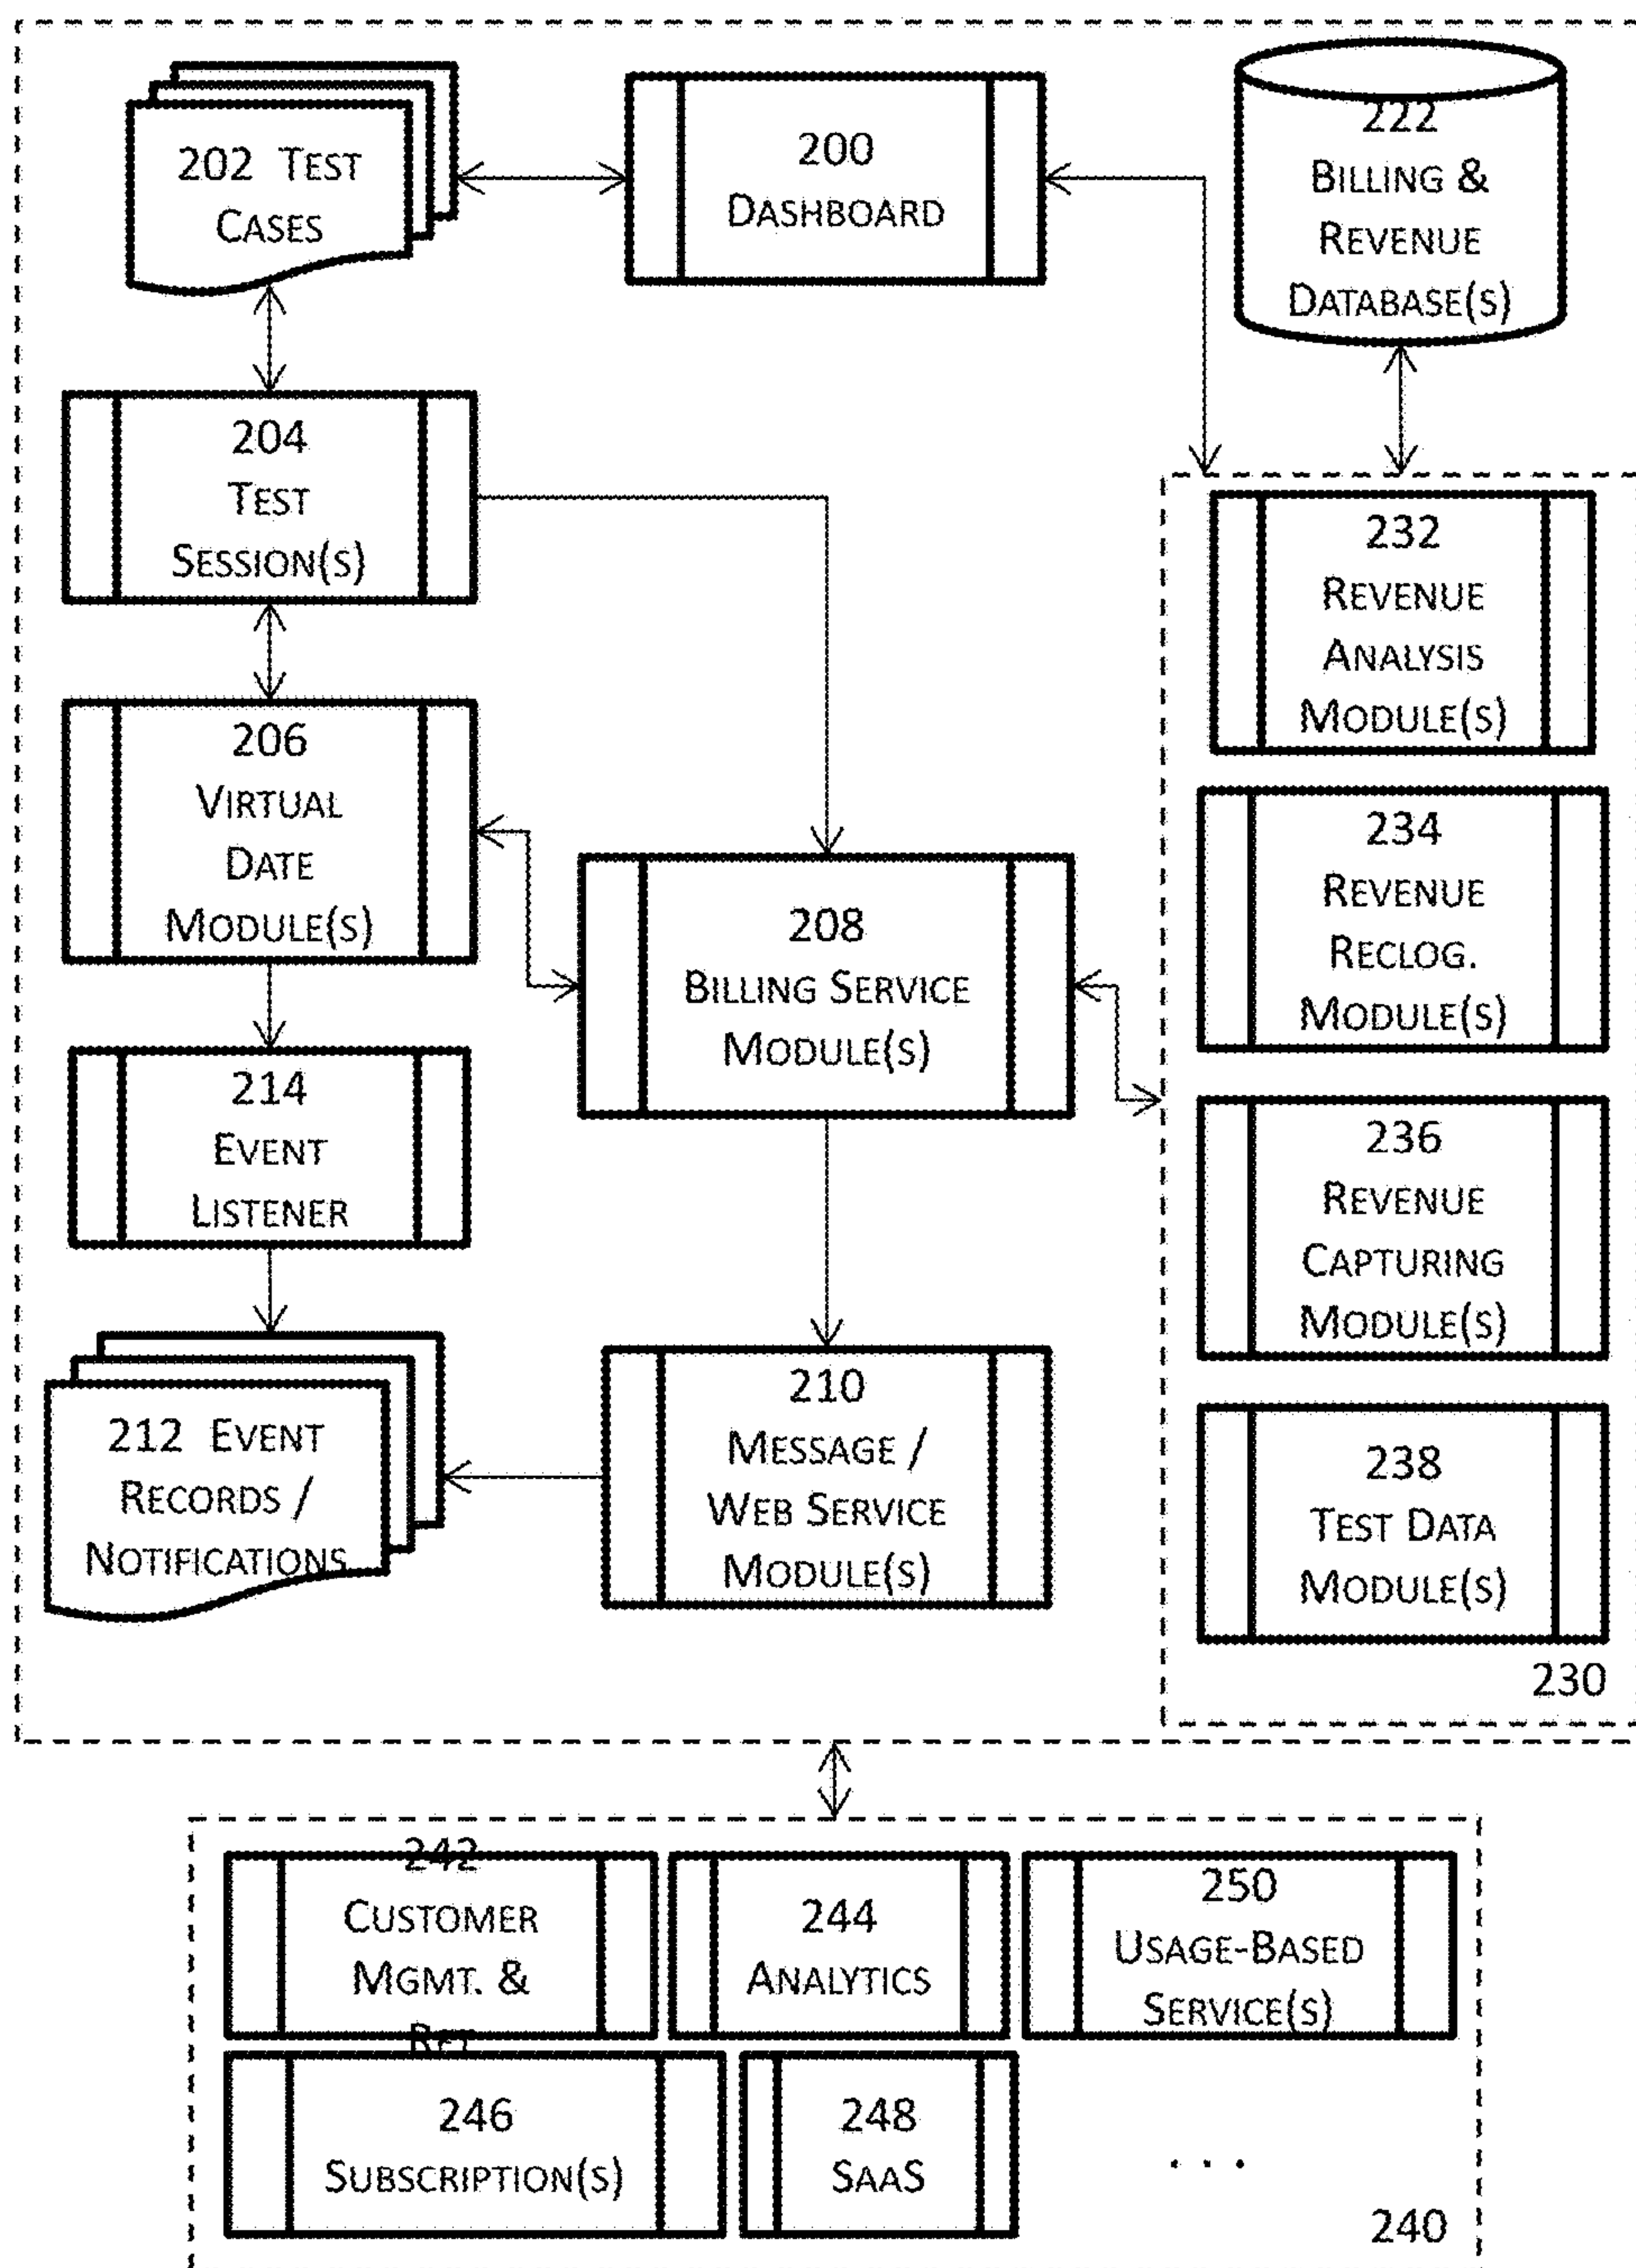 202 TEST
CASES
200
DASHBOARD
222
BILLING &
REVENUE
DATABASE(S)
204
TEST
SESSION(S)
232
REVENUE
ANALYSIS
MODULE(S)
206
VIRTUAL
DATE
MODULE(S)
208
BILLING SERVICE
MODULE(S)
234
REVENUE
RECLOG.
MODULE(S)
214
EVENT
LISTENER
236
REVENUE
CAPTURING
MODULE(S)
212 EVENT
RECORDS /
NOTIFICATIONS
210
MESSAGE /
WEB SERVICE
MODULE(S)
238
TEST DATA
MODULE(S)
230
242
CUSTOMER
MGMT. &
RET
244
ANALYTICS
250
USAGE-BASED
SERVICE(S)
246
SUBSCRIPTION(S)
248
SAAS
. . .
240